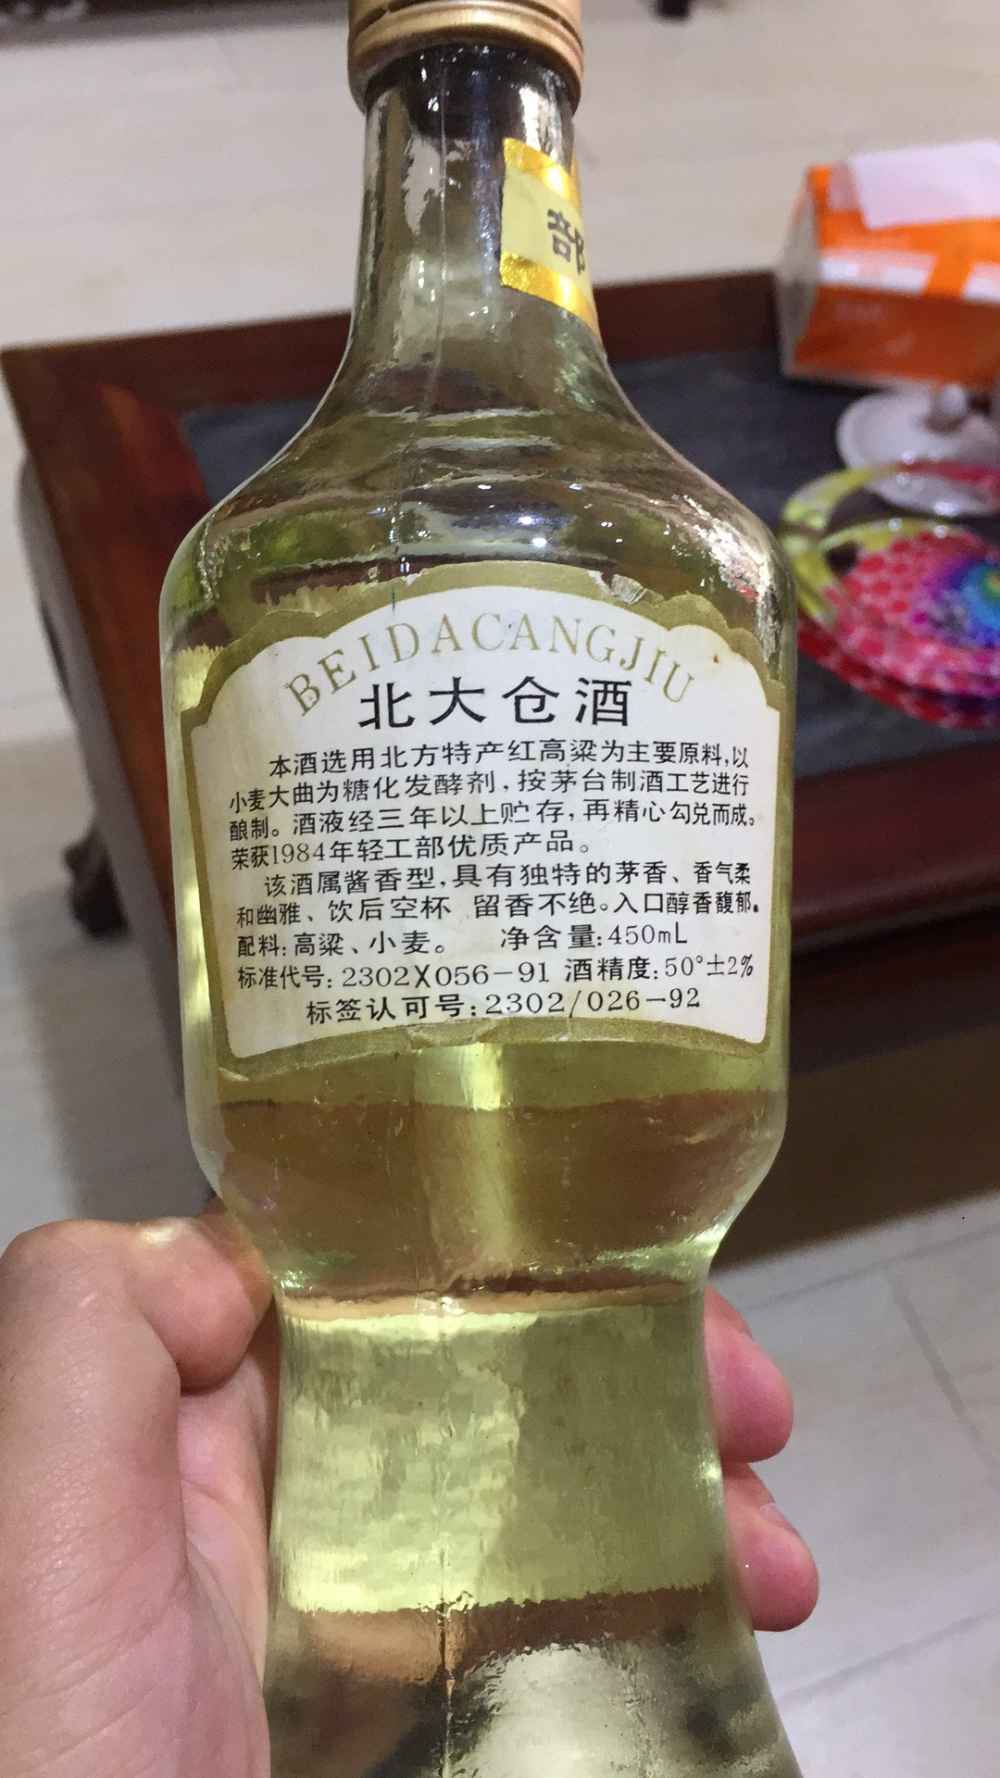 部
BEIDACANGJIU
北大仓酒
本酒选用北方特产红高粱为主要原料,以
小麦大曲为糖化发酵剂,按茅台制酒工艺进行
酿制。酒液经三年以上贮存,再精心勾兑而成。
荣获1984年轻工部优质产品。
该酒属酱香型,具有独特的茅香、香气柔
和幽雅、饮后空杯 留香不绝。入口醇香馥郁。
配料:高粱、小麦。 净含量:450mL
标准代号:2302X056-91 酒精度:50°±2%
标签认可号:2302/026-92